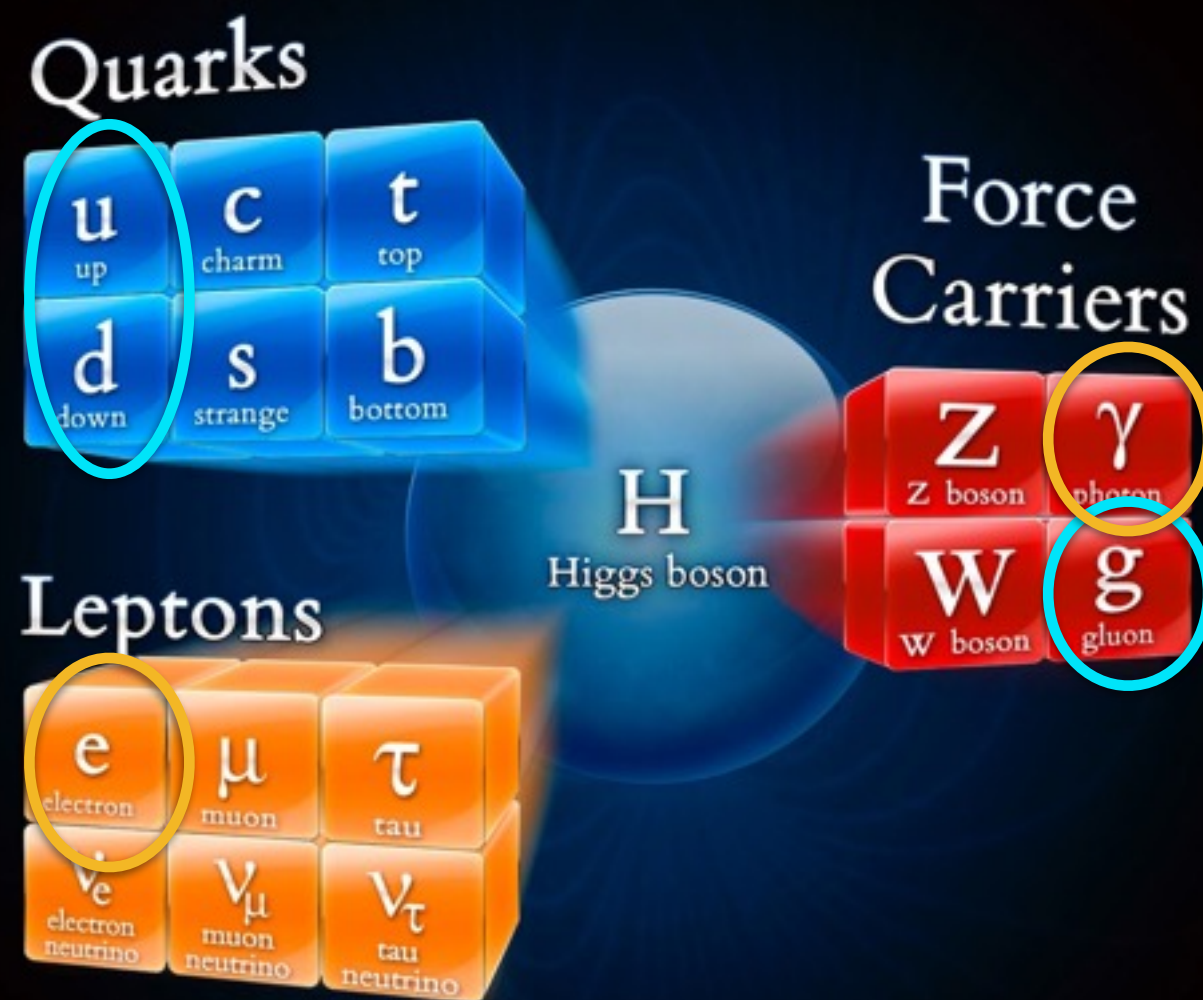 Quarks
u
up
c
charm
t
top
d
down
s
strange
b
bottom
Force
Carriers
Z
Z boson
γ
photon
W
W boson
g
gluon
H
Higgs boson
Leptons
e
electron
μ
muon
τ
tau
νe
electron
neutrino
νμ
muon
neutrino
ντ
tau
neutrino